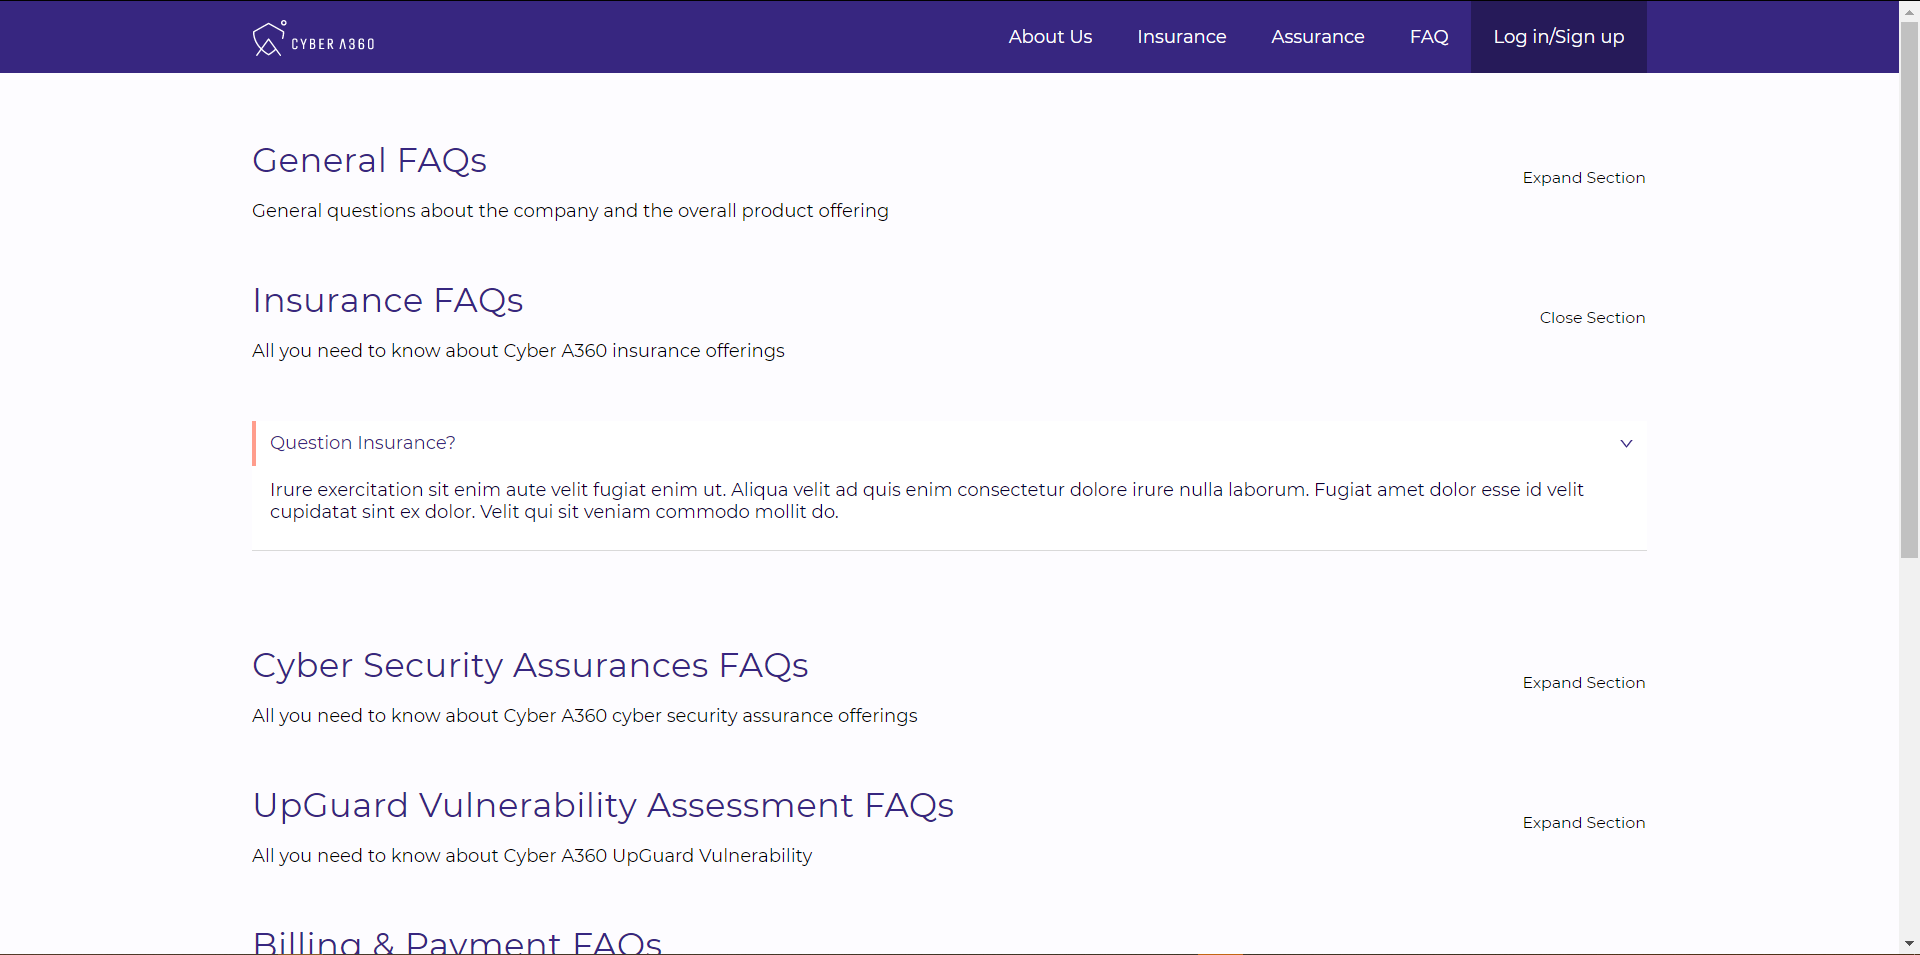 CYBER A360
About Us
Insurance
Assurance
FAQ
Log in/Sign up
General FAQs
Expand Section
General questions about the company and the overall product offering
Insurance FAQs
Close Section
All you need to know about Cyber A360 insurance offerings
Question Insurance?
Irure exercitation sit enim aute velit fugiat enim ut. Aliqua velit ad quis enim consectetur dolore irure nulla laborum. Fugiat amet dolor esse id velit
cupidatat sint ex dolor. Velit qui sit veniam commodo mollit do.
Cyber Security Assurances FAQs
Expand Section
All you need to know about Cyber A360 cyber security assurance offerings
UpGuard Vulnerability Assessment FAQs
Expand Section
All you need to know about Cyber A360 UpGuard Vulnerability
Billing & Payment FAQs